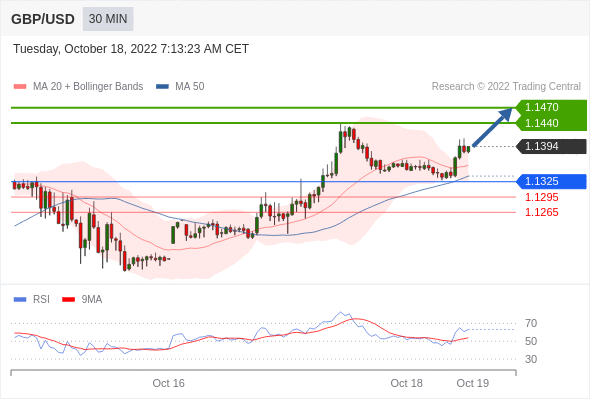 GBP/USD 30 MIN
Tuesday, October 18, 2022 7:13:23 AM CET
MA 20 + Bollinger Bands MA 50 Research © 2022 Trading Central
1.1470
1.1440
1.1394
1.1325
1.1295
1.1265
RSI 9MA
70
50
30
Oct 16 Oct 18 Oct 19